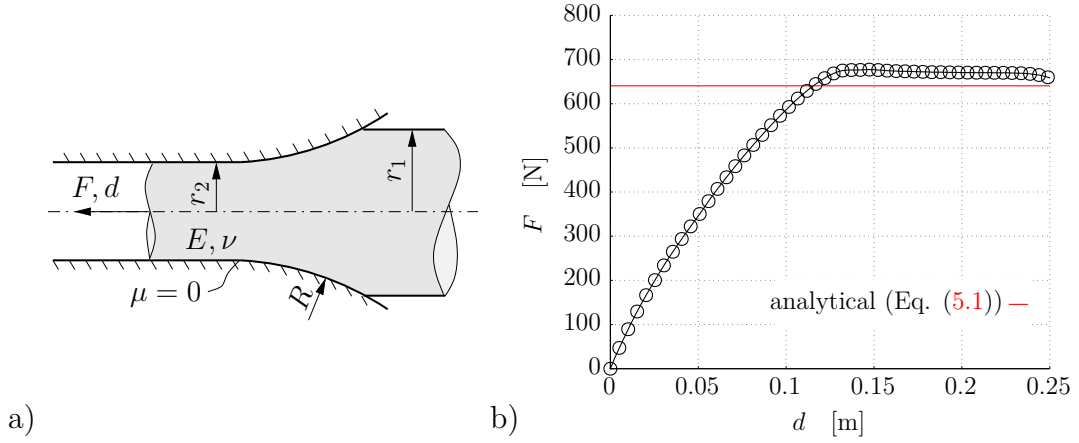 r₁
r₂
F, d
E, ν
μ = 0
R
a)
800
700
600
500
400
300
200
100
0
F [N]
analytical (Eq. (5.1))
0 0.05 0.1 0.15 0.2 0.25
d [m]
b)